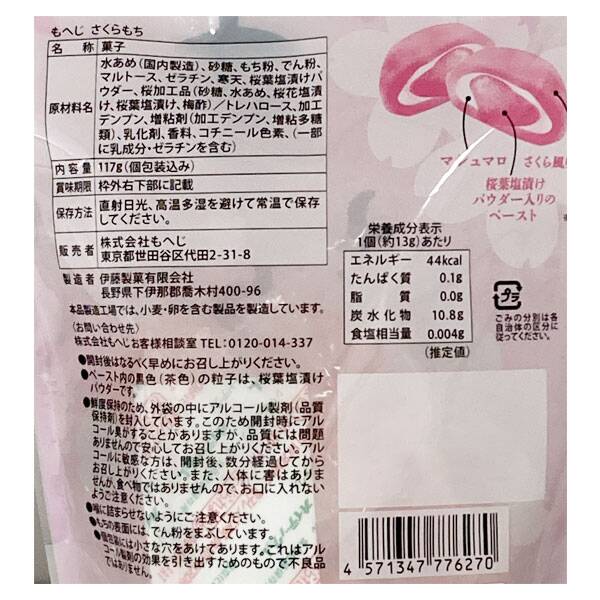 もへじ さくらもち
名 称 菓子
原材料名 水あめ(国内製造)、砂糖、もち粉、でん粉、
マルトース、ゼラチン、寒天、桜葉塩漬けパ
ウダー、桜加工品(砂糖、水あめ、桜花塩漬
け、桜葉塩漬け、梅酢)/トレハロース、加工
デンプン、増粘剤(加工デンプン、増粘多糖
類)、乳化剤、香料、コチニール色素、(一部
に乳成分・ゼラチンを含む)
内容量 117g(個包装込み)
賞味期限 枠外右下部に記載
保存方法 直射日光、高温多湿を避けて常温で保存
してください。
販売者 株式会社もへじ
東京都世田谷区代田2-31-8
製造者 伊藤製菓有限会社
長野県下伊那郡喬木村400-96
本品製造工場では、小麦・卵を含む製品を製造しています。
〈お問い合わせ先〉
株式会社もへじお客様相談室 TEL:0120-014-337
●開封後はなるべく早めにお召し上がりください。
●ペースト内の黒色(茶色)の粒子は、桜葉塩漬け
パウダーです。
●鮮度保持のため、外袋の中にアルコール製剤(品質
保持剤)を封入しています。このため開封時にアル
コール臭がすることがありますが、品質には問題
ありませんので安心してお召し上がりください。アル
コールに敏感な方は、開封後、数分経過してから
お召し上がりください。また、人体に害はありませ
んが、食べ物ではありませんので、お口に入れない
ようご注意ください。
●喉に詰まらせないようにご注意ください。
●もちの表面には、でん粉をまぶしています。
●個包装には小さな穴をあけてあります。これはアル
コール製剤の効果を引き出すためのもので不良品
ではありません。
マシュマロ
さくら風
桜葉塩漬け
パウダー入りの
ペースト
栄養成分表示
1個(約13g)あたり
エネルギー 44kcal
たんぱく質 0.1g
脂質 0.0g
炭水化物 10.8g
食塩相当量 0.004g
(推定値)
プラ
ごみの分別は各
自治体の区分に
従ってください。
4 571347 776270